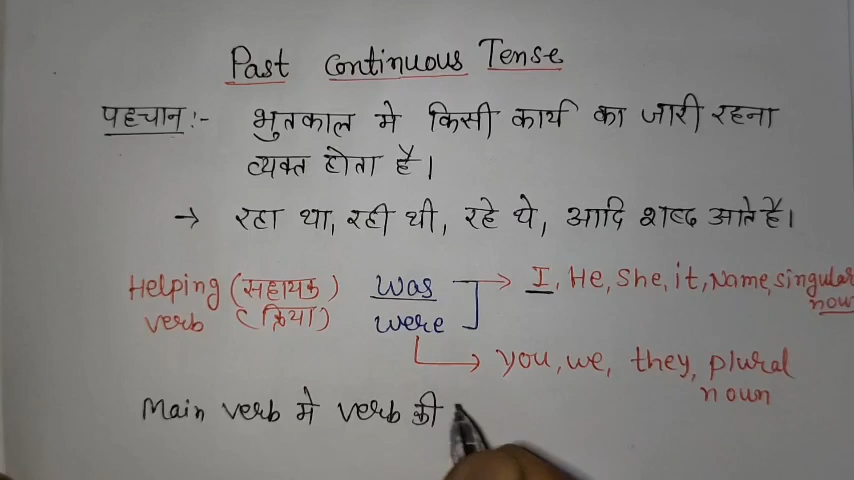 Past Continuous Tense
पहचान :- भुतकाल मे किसी कार्य का जारी रहना
व्यक्त होता है।
→ रहा था, रही थी, रहे थे, आदि शब्द आते है।
Helping (सहायक) was → I, He, She, it, Name, singular
verb (क्रिया) were noun
you, we, they, plural
noun
Main verb मे verb की